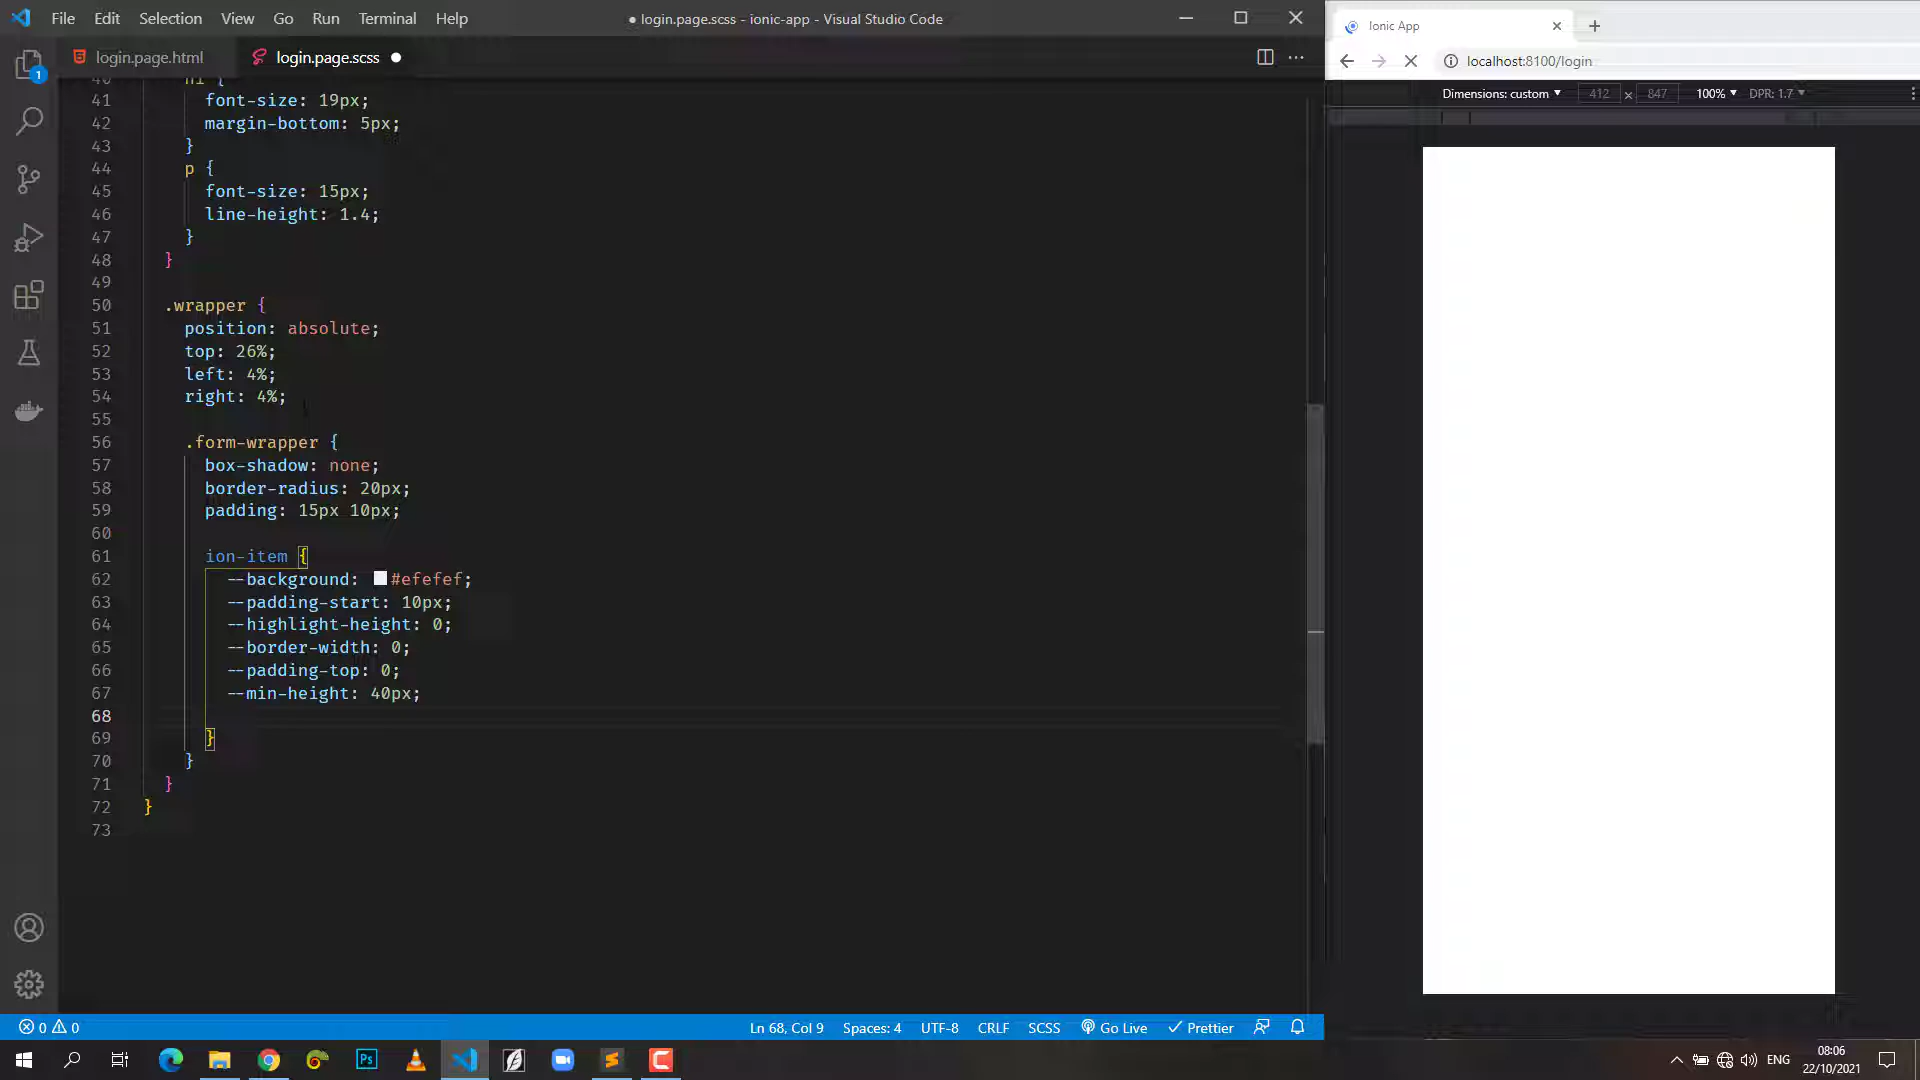 File Edit Selection View Go Run Terminal Help
● login.page.scss - ionic-app - Visual Studio Code
login.page.html
login.page.scss
1
40 h1 {
41 font-size: 19px;
42 margin-bottom: 5px;
43 }
44 p {
45 font-size: 15px;
46 line-height: 1.4;
47 }
48 }
49
50 .wrapper {
51 position: absolute;
52 top: 26%;
53 left: 4%;
54 right: 4%;
55
56 .form-wrapper {
57 box-shadow: none;
58 border-radius: 20px;
59 padding: 15px 10px;
60
61 ion-item {
62 --background: #efefef;
63 --padding-start: 10px;
64 --highlight-height: 0;
65 --border-width: 0;
66 --padding-top: 0;
67 --min-height: 40px;
68
69 }
70 }
71 }
72 }
73
0 0
Ln 68, Col 9 Spaces: 4 UTF-8 CRLF SCSS Go Live Prettier
Ionic App
localhost:8100/login
Dimensions: custom 412 × 847 100% DPR: 1.7
Ps
ENG
08:06
22/10/2021